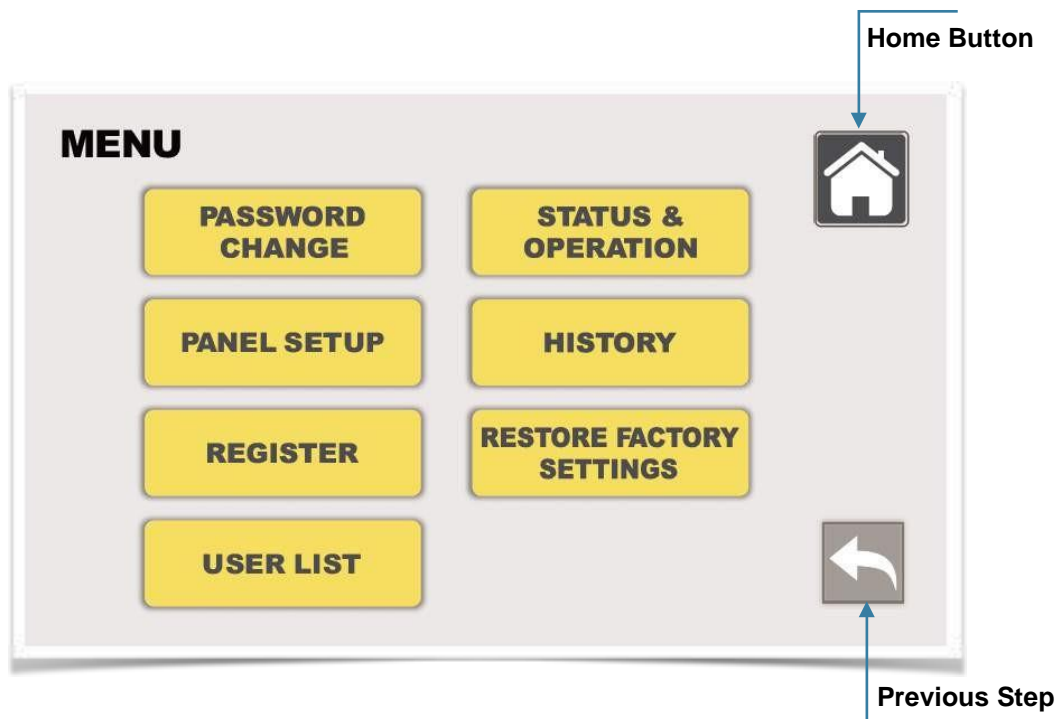 Home Button
MENU
PASSWORD
CHANGE
STATUS &
OPERATION
PANEL SETUP
HISTORY
REGISTER
RESTORE FACTORY
SETTINGS
USER LIST
Previous Step